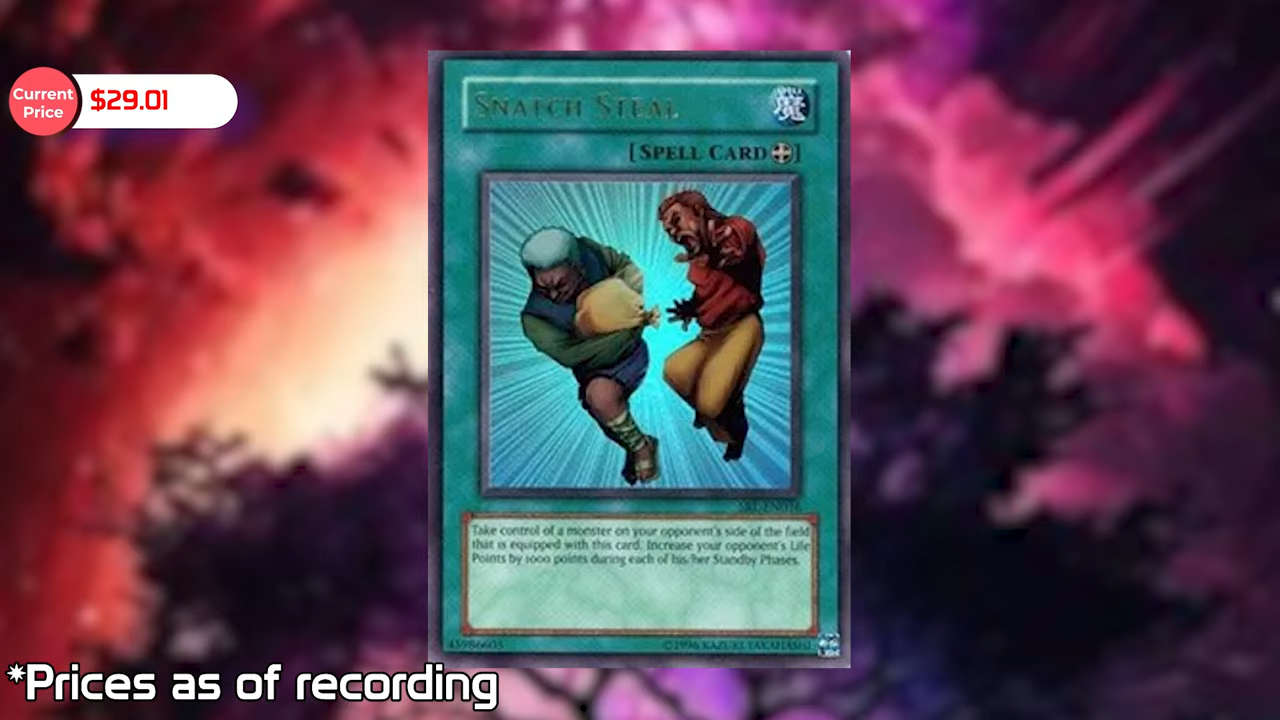 Current
Price
$29.01
Snatch Steal
魔
[SPELL CARD]
Take control of a monster on your opponent's side of the field
that is equipped with this card. Increase your opponent's Life
Points by 1000 points during each of his/her Standby Phases.
©1996 KAZUKI TAKAHASHI
*Prices as of recording